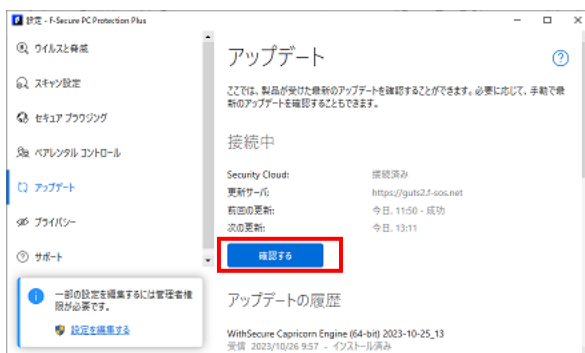 設定 - F-Secure PC Protection Plus
ウイルスと脅威
スキャン設定
セキュア ブラウジング
ペアレンタル コントロール
アップデート
プライバシー
サポート
一部の設定を編集するには管理者権
限が必要です。
設定を編集する
アップデート
ここでは、製品が受けた最新のアップデートを確認することができます。必要に応じて、手動で最
新のアップデートを確認することもできます。
接続中
Security Cloud: 接続済み
更新サーバ: https://guts2.f-sos.net
前回の更新: 今日, 11:50 - 成功
次の更新: 今日, 13:11
確認する
アップデートの履歴
WithSecure Capricorn Engine (64-bit) 2023-10-25_13
受信 2023/10/26 9:57 - インストール済み